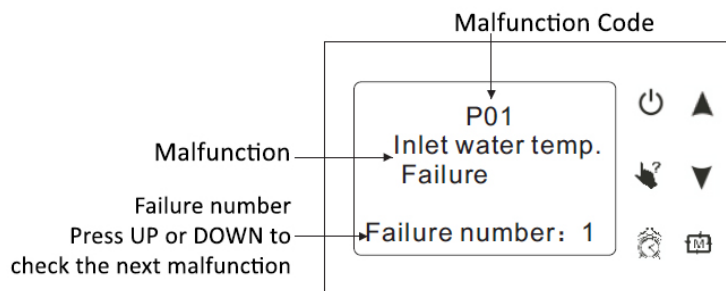 Malfunction Code
P01
Inlet water temp.
Failure
Failure number: 1
Malfunction
Failure number
Press UP or DOWN to
check the next malfunction
?
M